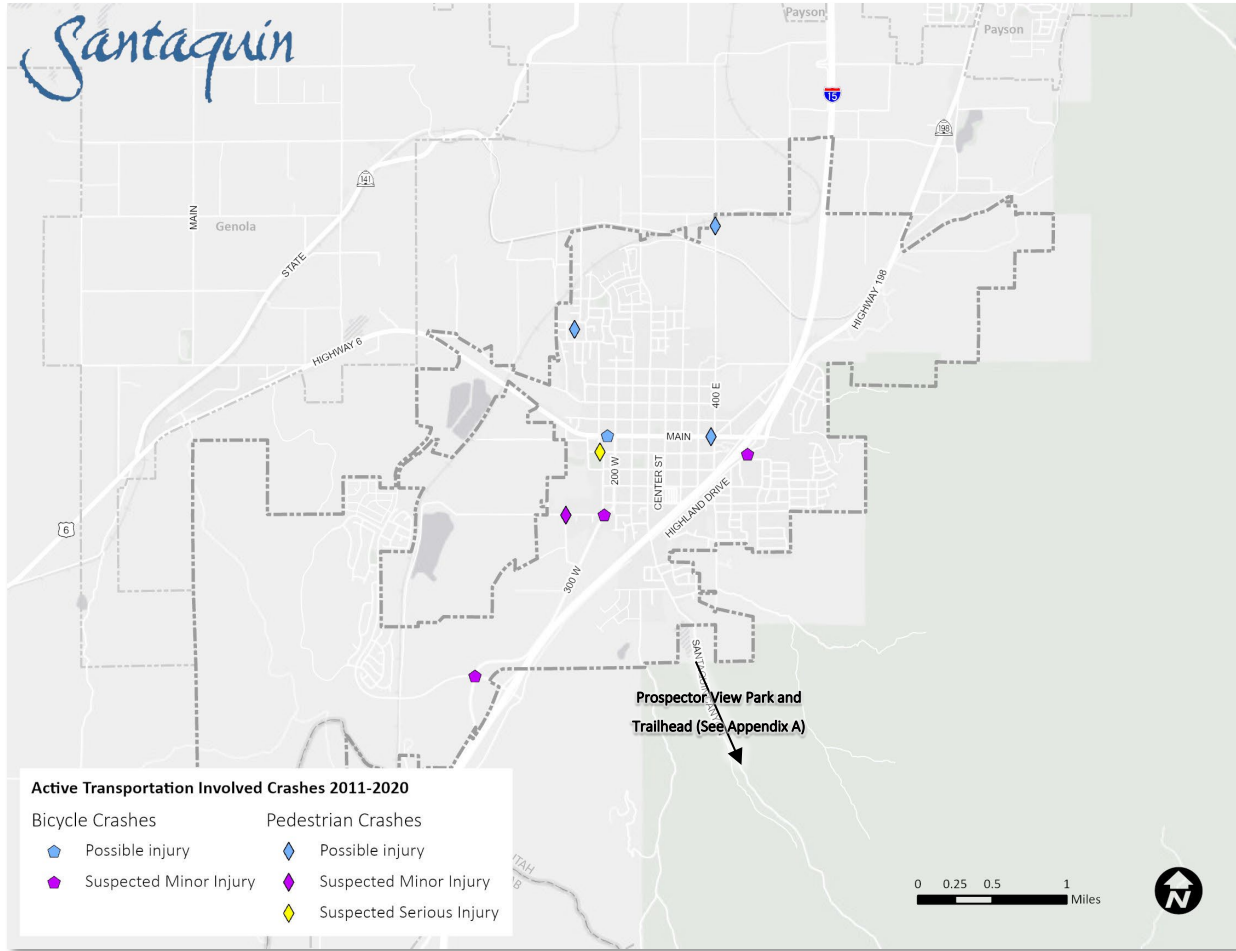 Santaquin
Payson
Payson
15
198
141
MAIN
Genola
STATE
HIGHWAY 198
HIGHWAY 6
400 E
MAIN
200 W
CENTER ST
HIGHLAND DRIVE
6
300 W
Prospector View Park and
Trailhead (See Appendix A)
Active Transportation Involved Crashes 2011-2020
Bicycle Crashes
Pedestrian Crashes
Possible injury
Possible injury
Suspected Minor Injury
Suspected Minor Injury
Suspected Serious Injury
UTAH
0 0.25 0.5 1
Miles
N